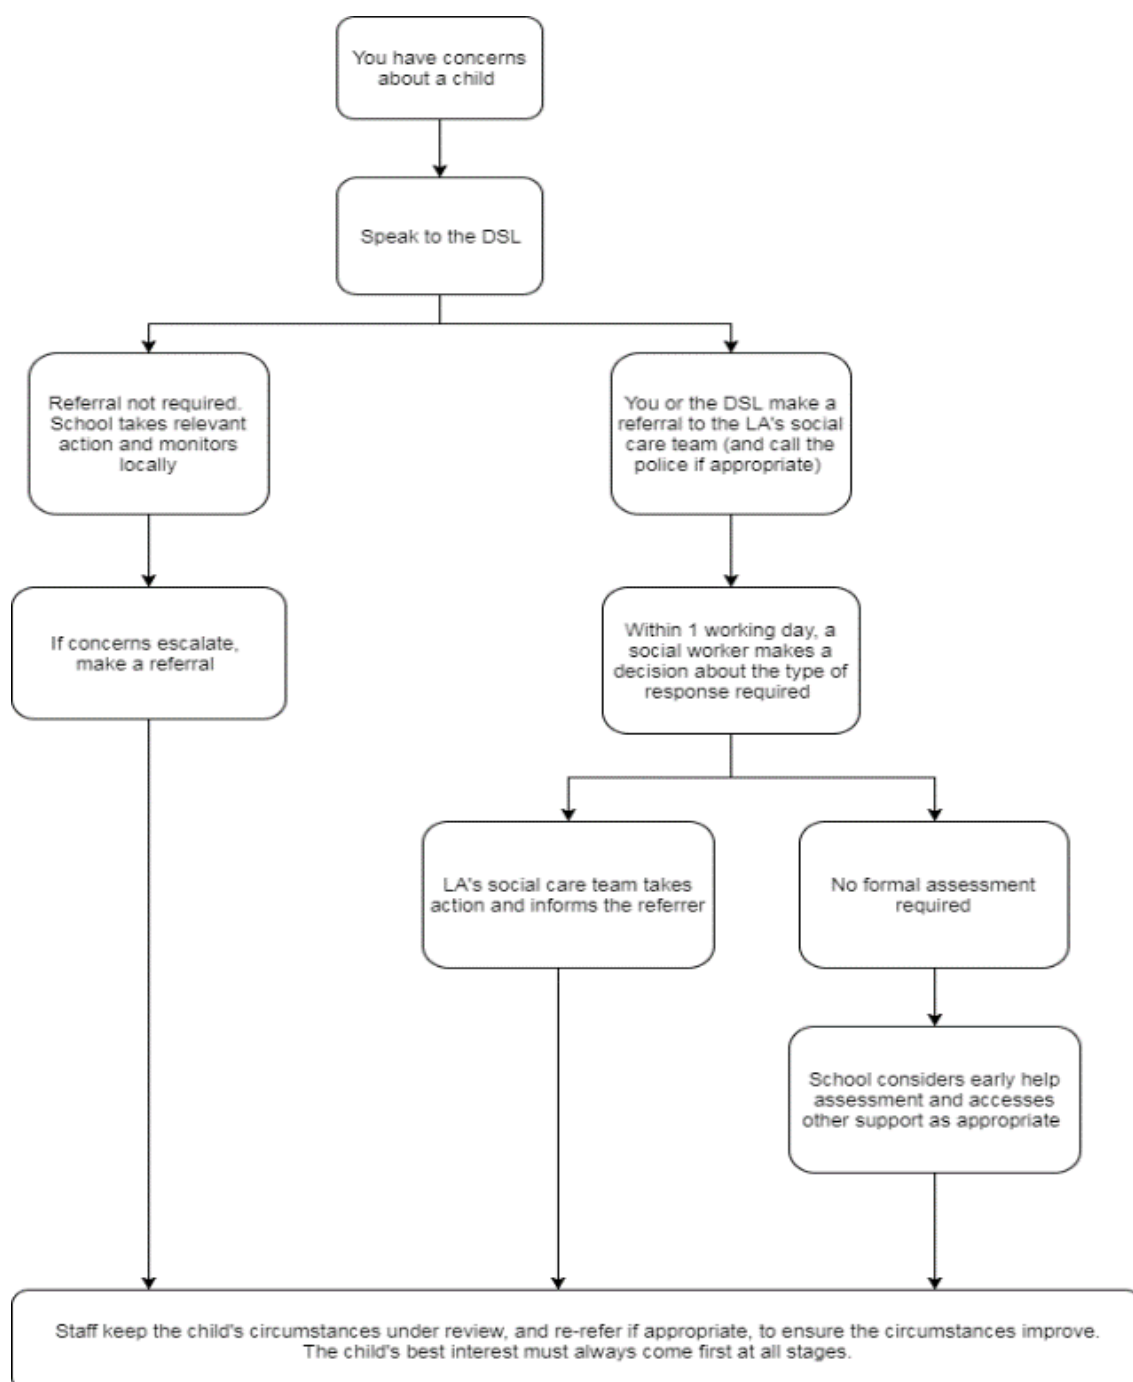 You have concerns
about a child
Speak to the DSL
Referral not required.
School takes relevant
action and monitors
locally
You or the DSL make a
referral to the LA's social
care team (and call the
police if appropriate)
If concerns escalate,
make a referral
Within 1 working day, a
social worker makes a
decision about the type of
response required
LA's social care team takes
action and informs the referrer
No formal assessment
required
School considers early help
assessment and accesses
other support as appropriate
Staff keep the child's circumstances under review, and re-refer if appropriate, to ensure the circumstances improve.
The child's best interest must always come first at all stages.